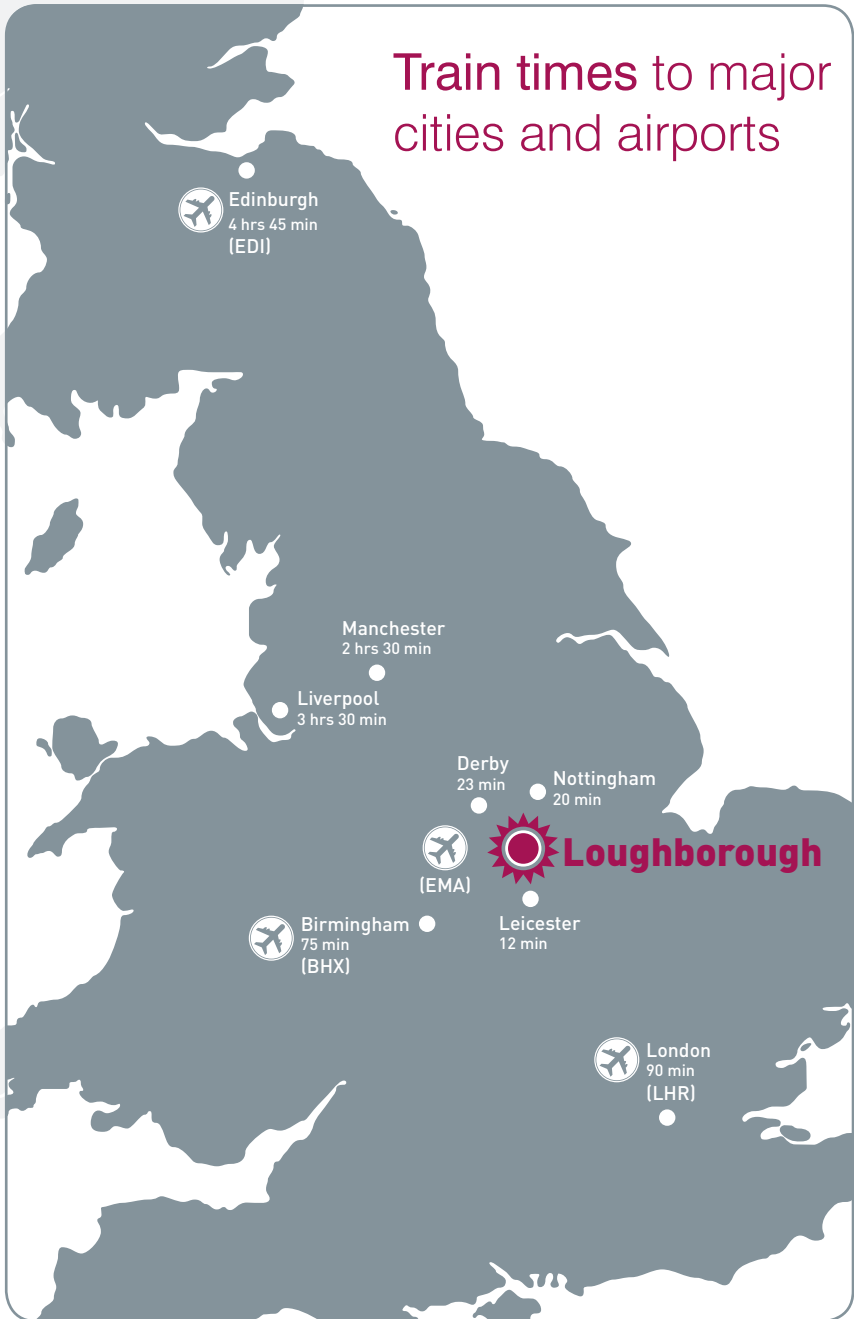 Train times to major
cities and airports
Edinburgh
4 hrs 45 min
(EDI)
Manchester
2 hrs 30 min
Liverpool
3 hrs 30 min
Derby
23 min
Nottingham
20 min
Loughborough
(EMA)
Birmingham
75 min
(BHX)
Leicester
12 min
London
90 min
(LHR)